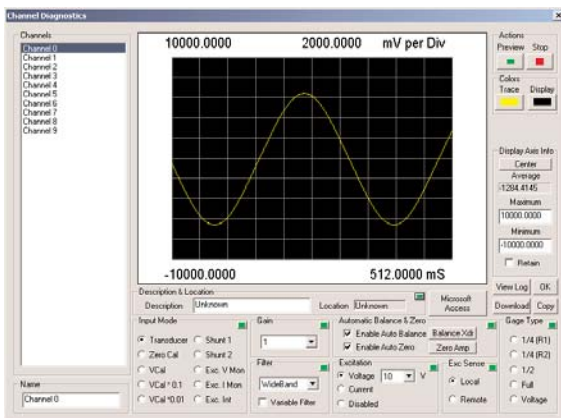 Channel Diagnostics
Channels
Channel 0
Channel 1
Channel 2
Channel 3
Channel 4
Channel 5
Channel 6
Channel 7
Channel 8
Channel 9
Name
Channel 0
10000.0000 2000.0000 mV per Div
-10000.0000 512.0000 mS
Actions
Preview Stop
Colors
Trace Display
Display Axis Info
Center
Average
-1284.4145
Maximum
10000.0000
Minimum
-10000.0000
Retain
View Log OK
Download Copy
Description & Location
Description Unknown Location Unknown
Microsoft Access
Input Mode
Transducer Shunt 1
Zero Cal Shunt 2
VCal Exc. V Mon
VCal * 0.1 Exc. I Mon
VCal *0.01 Exc. Int
Gain
1
Filter
WideBand
Variable Filter
Automatic Balance & Zero
Enable Auto Balance Balance Xdr
Enable Auto Zero Zero Amp
Excitation
Voltage 10 V
Current
Disabled
Exc Sense
Local
Remote
Gage Type
1/4 (R1)
1/4 (R2)
1/2
Full
Voltage